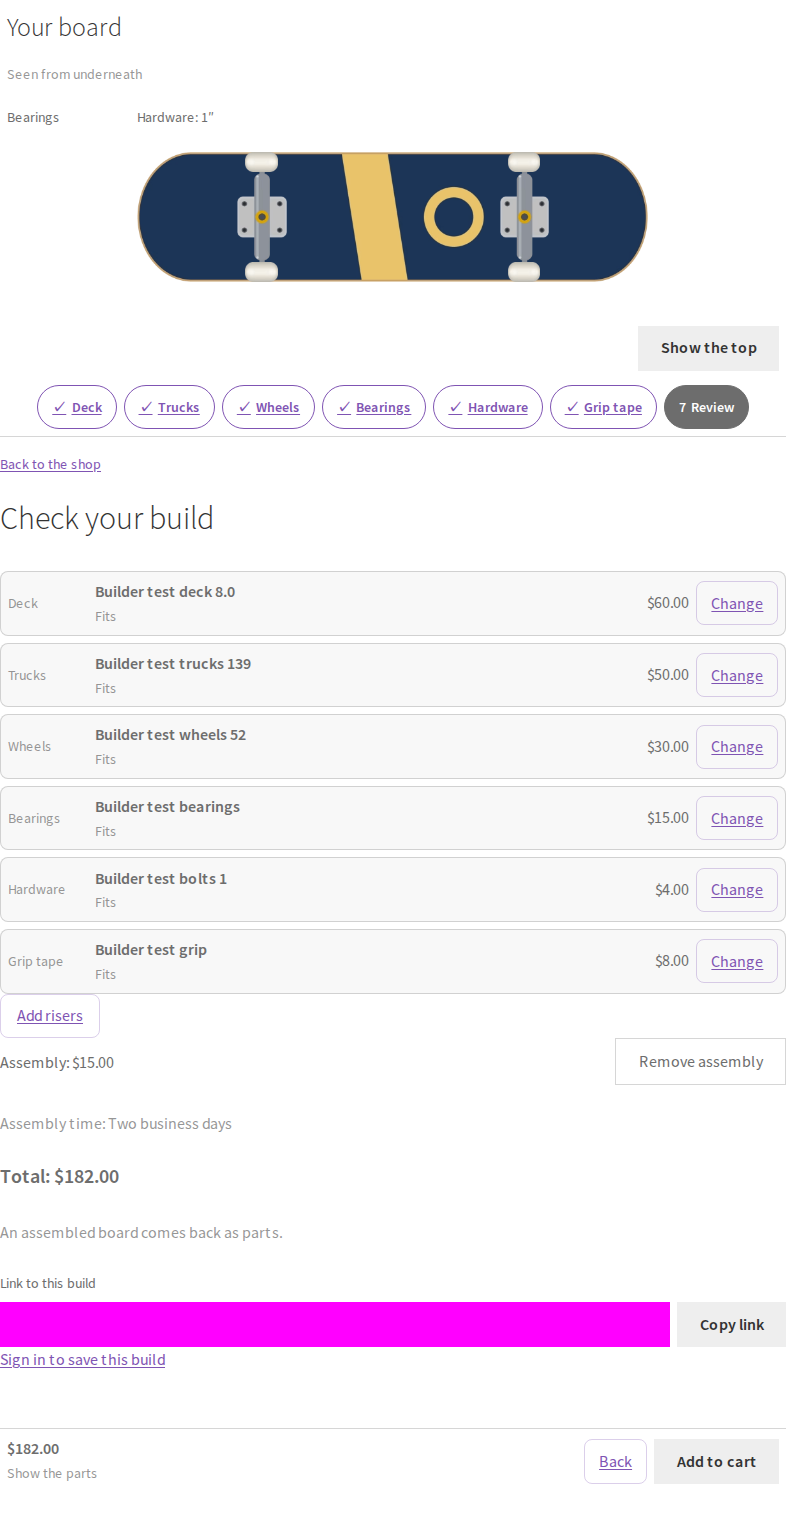 Your board
Seen from underneath
Bearings
Hardware: 1″
Show the top
✓ Deck
✓ Trucks
✓ Wheels
✓ Bearings
✓ Hardware
✓ Grip tape
7 Review
Back to the shop
Check your build
Deck
Builder test deck 8.0
Fits
$60.00
Change
Trucks
Builder test trucks 139
Fits
$50.00
Change
Wheels
Builder test wheels 52
Fits
$30.00
Change
Bearings
Builder test bearings
Fits
$15.00
Change
Hardware
Builder test bolts 1
Fits
$4.00
Change
Grip tape
Builder test grip
Fits
$8.00
Change
Add risers
Assembly: $15.00
Remove assembly
Assembly time: Two business days
Total: $182.00
An assembled board comes back as parts.
Link to this build
Copy link
Sign in to save this build
$182.00
Show the parts
Back
Add to cart